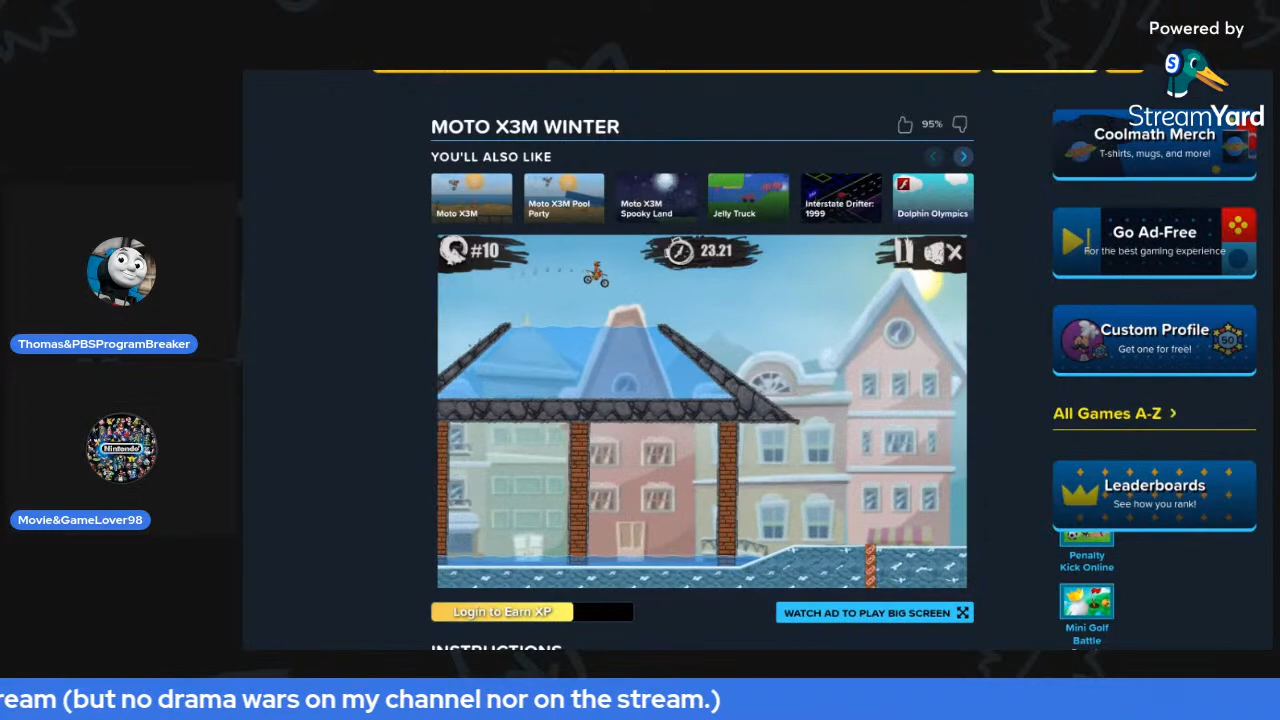 Powered by
StreamYard
MOTO X3M WINTER
95%
YOU'LL ALSO LIKE
Moto X3M
Moto X3M Pool
Party
Moto X3M
Spooky Land
Jelly Truck
Interstate Drifter:
1999
Dolphin Olympics
#10
23.21
Coolmath Merch
T-shirts, mugs, and more!
Go Ad-Free
For the best gaming experience
Custom Profile
Get one for free!
50
All Games A-Z
Leaderboards
See how you rank!
Penalty
Kick Online
Mini Golf
Battle
Thomas&PBSProgramBreaker
Nintendo
Movie&GameLover98
Login to Earn XP
WATCH AD TO PLAY BIG SCREEN
INSTRUCTIONS
ream (but no drama wars on my channel nor on the stream.)